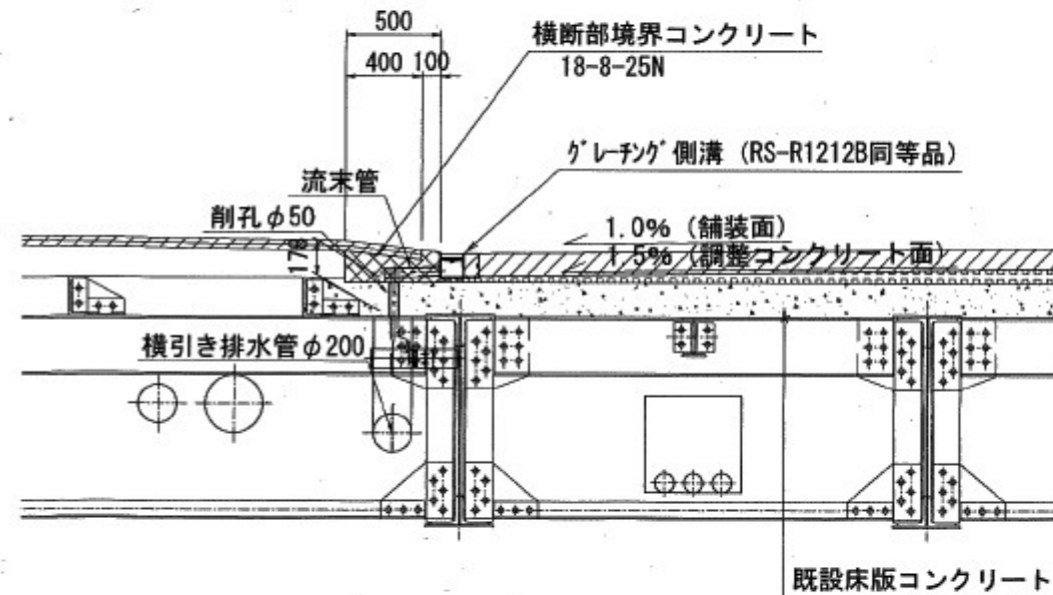 500
400 100
横断部境界コンクリート
18-8-25N
グレーチング側溝 (RS-R1212B同等品)
流末管
削孔φ50
178
1.0% (舗装面)
1.5% (調整コンクリート面)
横引き排水管φ200
既設床版コンクリート